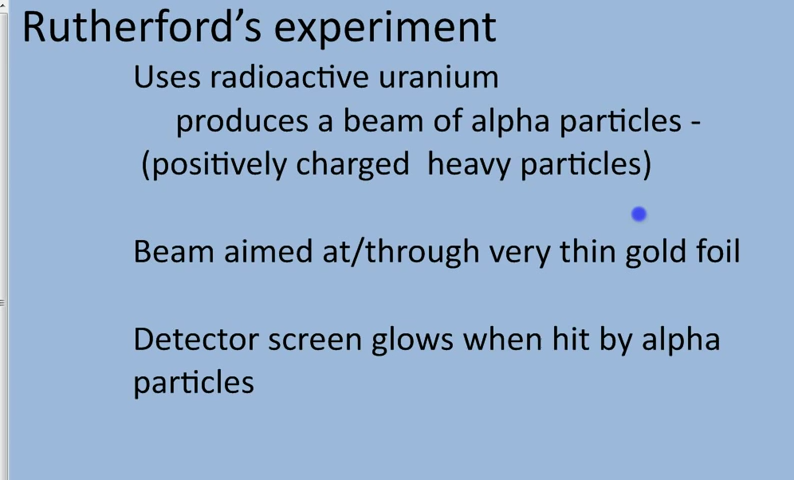 Rutherford’s experiment
Uses radioactive uranium
produces a beam of alpha particles -
(positively charged  heavy particles)
Beam aimed at/through very thin gold foil
Detector screen glows when hit by alpha
particles